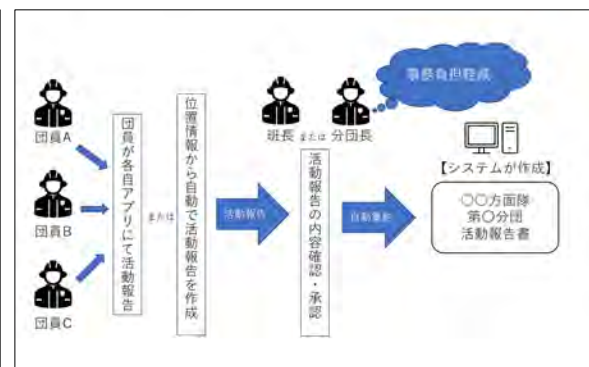 団員A
団員B
団員C
団員が各自アプリにて活動報告
または
位置情報から自動で活動報告を作成
活動報告
班長 または 分団長
活動報告の内容確認・承認
事務負担軽減
自動集計
【システムが作成】
〇〇方面隊
第〇分団
活動報告書